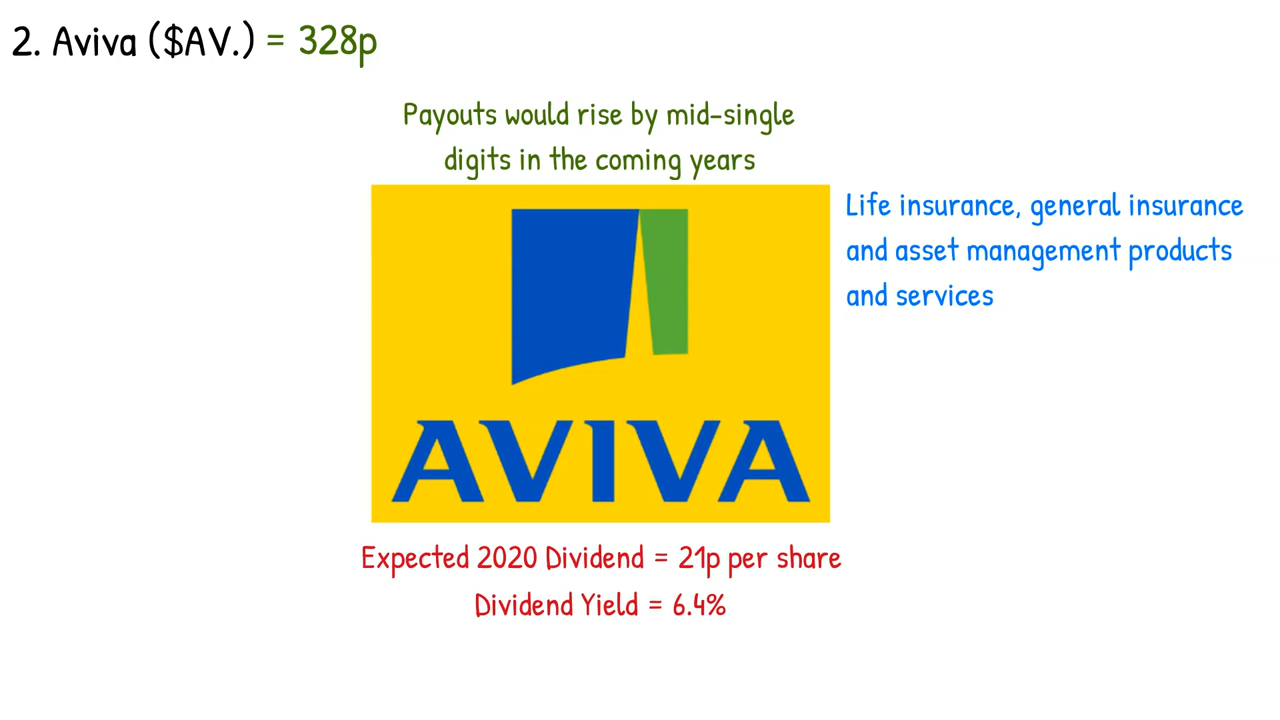 2. Aviva ($AV.) = 328p
Payouts would rise by mid-single
digits in the coming years
Life insurance, general insurance
and asset management products
and services
AVIVA
Expected 2020 Dividend = 21p per share
Dividend Yield = 6.4%